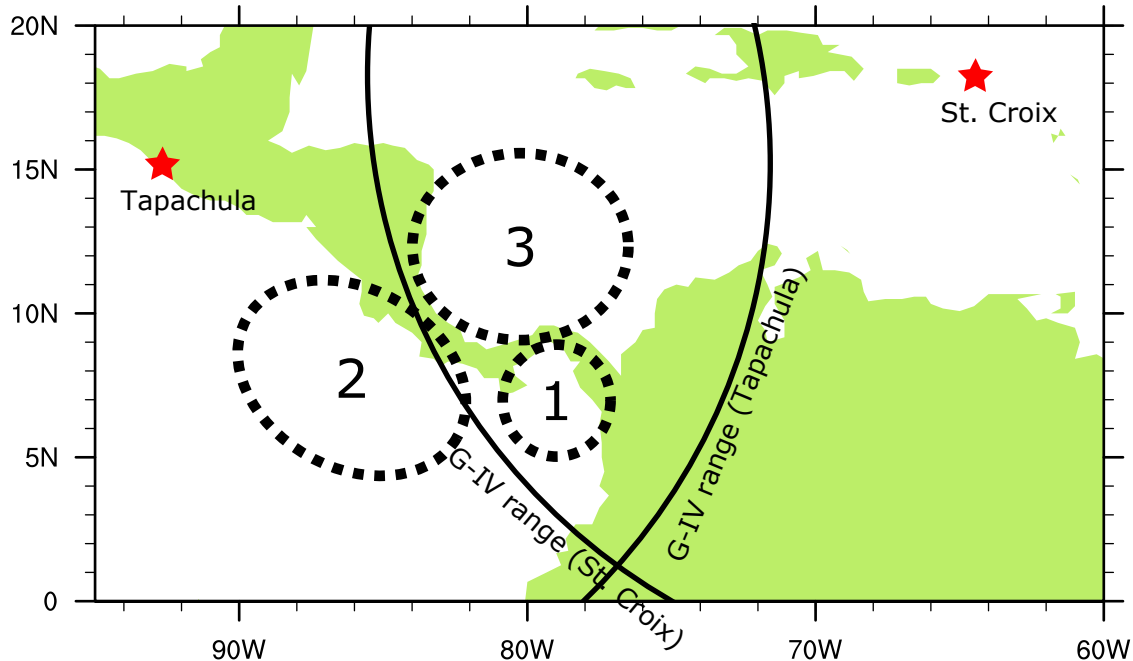 20N
St. Croix
15N
Tapachula
3
10N
G-IV range (Tapachula)
2
1
5N
G-IV range (St. Croix)
0
90W
80W
70W
60W